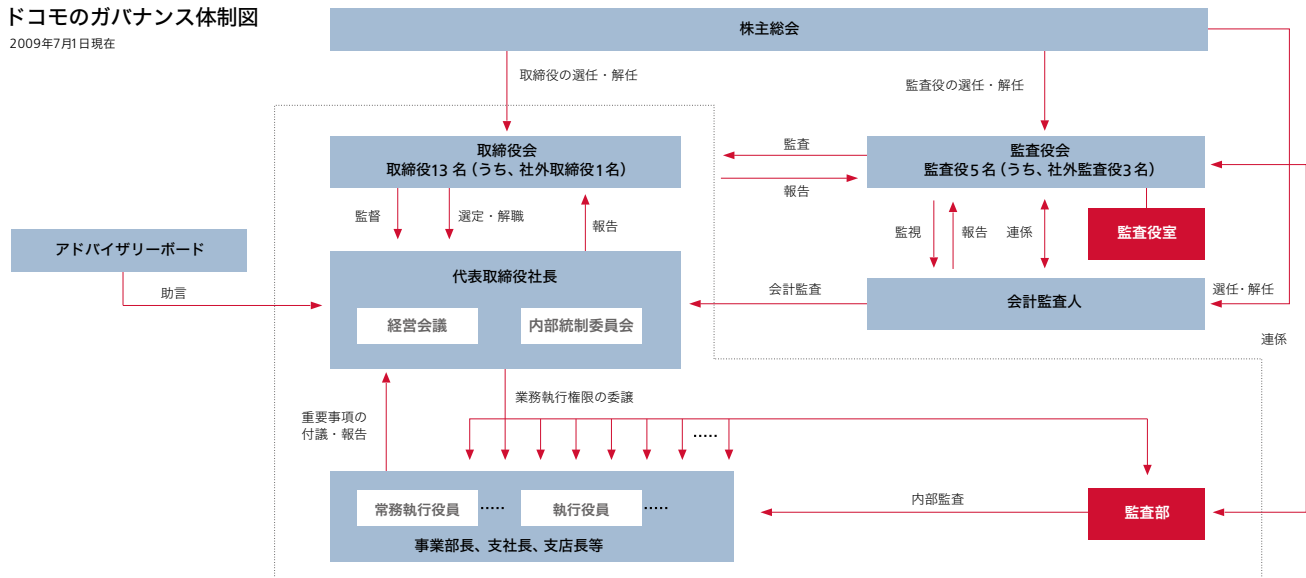 ドコモのガバナンス体制図
2009年7月1日現在
株主総会
取締役の選任・解任
監査役の選任・解任
取締役会
取締役13名（うち、社外取締役1名）
監査
報告
監査役会
監査役5名（うち、社外監査役3名）
監督
選定・解職
報告
監視
報告
連係
監査役室
アドバイザリーボード
助言
代表取締役社長
経営会議
内部統制委員会
会計監査
会計監査人
選任・解任
連係
重要事項の
付議・報告
業務執行権限の委譲
.....
常務執行役員
.....
執行役員
.....
事業部長、支社長、支店長等
内部監査
監査部